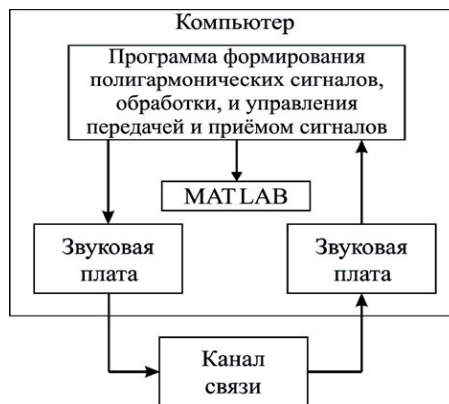 Компьютер
Программа формирования
полигармонических сигналов,
обработки, и управления
передачей и приёмом сигналов
MATLAB
Звуковая
плата
Звуковая
плата
Канал
связи